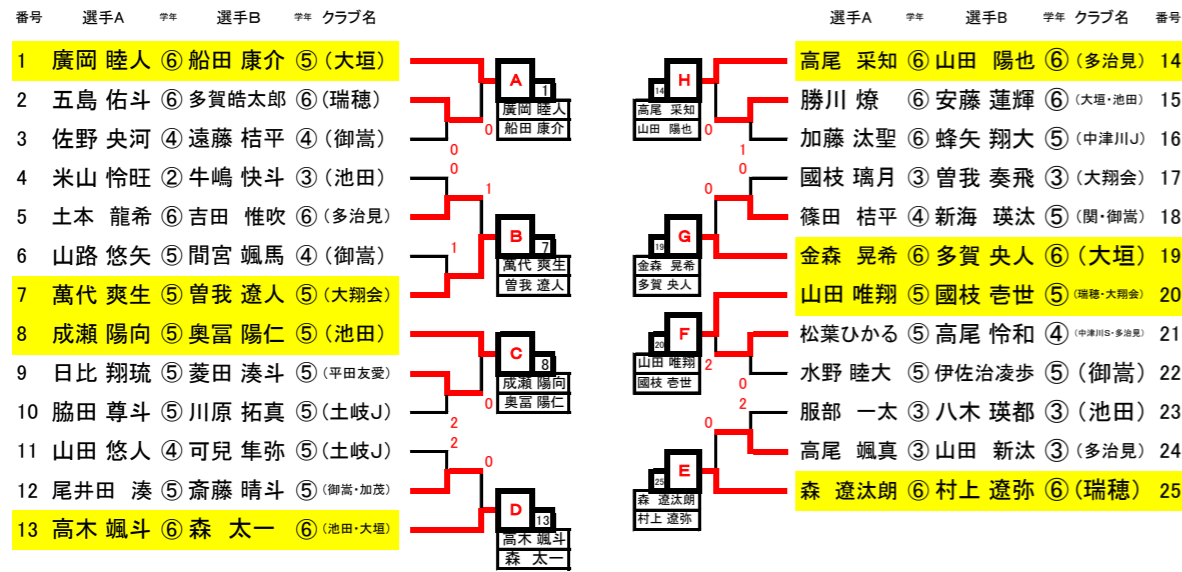 番号 選手A 学年 選手B 学年 クラブ名
1 廣岡 睦人 ⑥ 船田 康介 ⑤ (大垣)
2 五島 佑斗 ⑥ 多賀皓太郎 ⑥ (瑞穂)
3 佐野 央河 ④ 遠藤 桔平 ④ (御嵩)
4 米山 怜旺 ② 牛嶋 快斗 ③ (池田)
5 土本 龍希 ⑥ 吉田 惟吹 ⑥ (多治見)
6 山路 悠矢 ⑤ 間宮 颯馬 ④ (御嵩)
7 萬代 爽生 ⑤ 曽我 遼人 ⑤ (大翔会)
8 成瀬 陽向 ⑤ 奥冨 陽仁 ⑤ (池田)
9 日比 翔琉 ⑤ 菱田 湊斗 ⑤ (平田友愛)
10 脇田 尊斗 ⑤ 川原 拓真 ⑤ (土岐J)
11 山田 悠人 ④ 可兒 隼弥 ⑤ (土岐J)
12 尾井田 湊 ⑤ 斎藤 晴斗 ⑤ (御嵩・加茂)
13 高木 颯斗 ⑥ 森 太一 ⑥ (池田・大垣)
A 1
廣岡 睦人
船田 康介
0
0
0
1
B 7
萬代 爽生
曽我 遼人
1
C 8
成瀬 陽向
奥冨 陽仁
0
2
2
0
D 13
高木 颯斗
森 太一
H 14
高尾 采知
山田 陽也
0
1
0
G 19
金森 晃希
多賀 央人
F 20
山田 唯翔
國枝 壱世
2
0
2
0
E 25
森 遼汰朗
村上 遼弥
選手A 学年 選手B 学年 クラブ名 番号
高尾 采知 ⑥ 山田 陽也 ⑥ (多治見) 14
勝川 燎 ⑥ 安藤 蓮輝 ⑥ (大垣・池田) 15
加藤 汰聖 ⑥ 蜂矢 翔大 ⑤ (中津川J) 16
國枝 璃月 ③ 曽我 奏飛 ③ (大翔会) 17
篠田 桔平 ④ 新海 瑛汰 ⑤ (関・御嵩) 18
金森 晃希 ⑥ 多賀 央人 ⑥ (大垣) 19
山田 唯翔 ⑤ 國枝 壱世 ⑤ (瑞穂・大翔会) 20
松葉ひかる ⑤ 高尾 怜和 ④ (中津川S・多治見) 21
水野 睦大 ⑤ 伊佐治凌歩 ⑤ (御嵩) 22
服部 一太 ③ 八木 瑛都 ③ (池田) 23
高尾 颯真 ③ 山田 新汰 ③ (多治見) 24
森 遼汰朗 ⑥ 村上 遼弥 ⑥ (瑞穂) 25